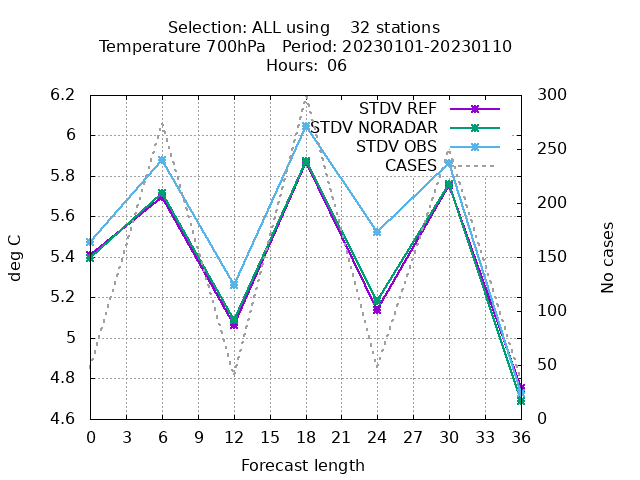 Selection: ALL using 32 stations
Temperature 700hPa Period: 20230101-20230110
Hours: 06
STDV REF
STDV NORADAR
STDV OBS
CASES
deg C
6.2
6
5.8
5.6
5.4
5.2
5
4.8
4.6
300
250
200
150
100
50
0
No cases
0 3 6 9 12 15 18 21 24 27 30 33 36
Forecast length